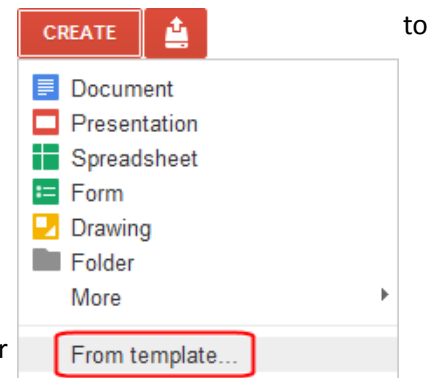 CREATE to
Document
Presentation
Spreadsheet
Form
Drawing
Folder
More
r From template...